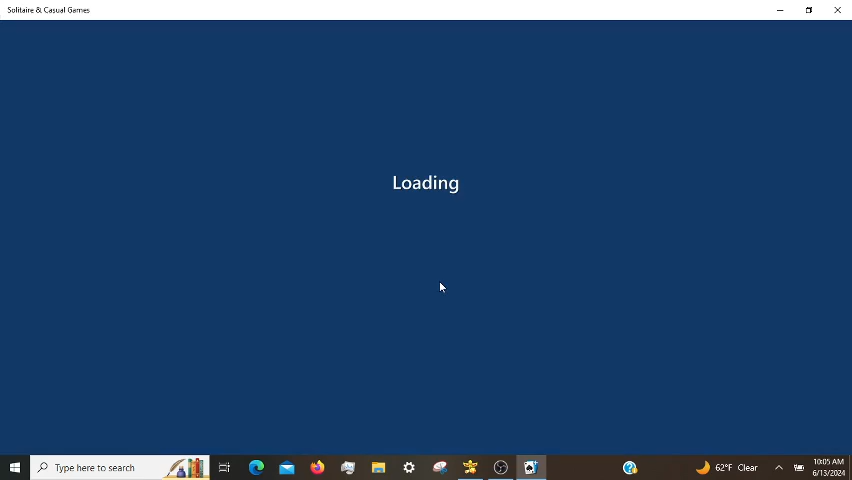 Solitaire & Casual Games
Loading
Type here to search
62°F Clear
10:05 AM
6/13/2024